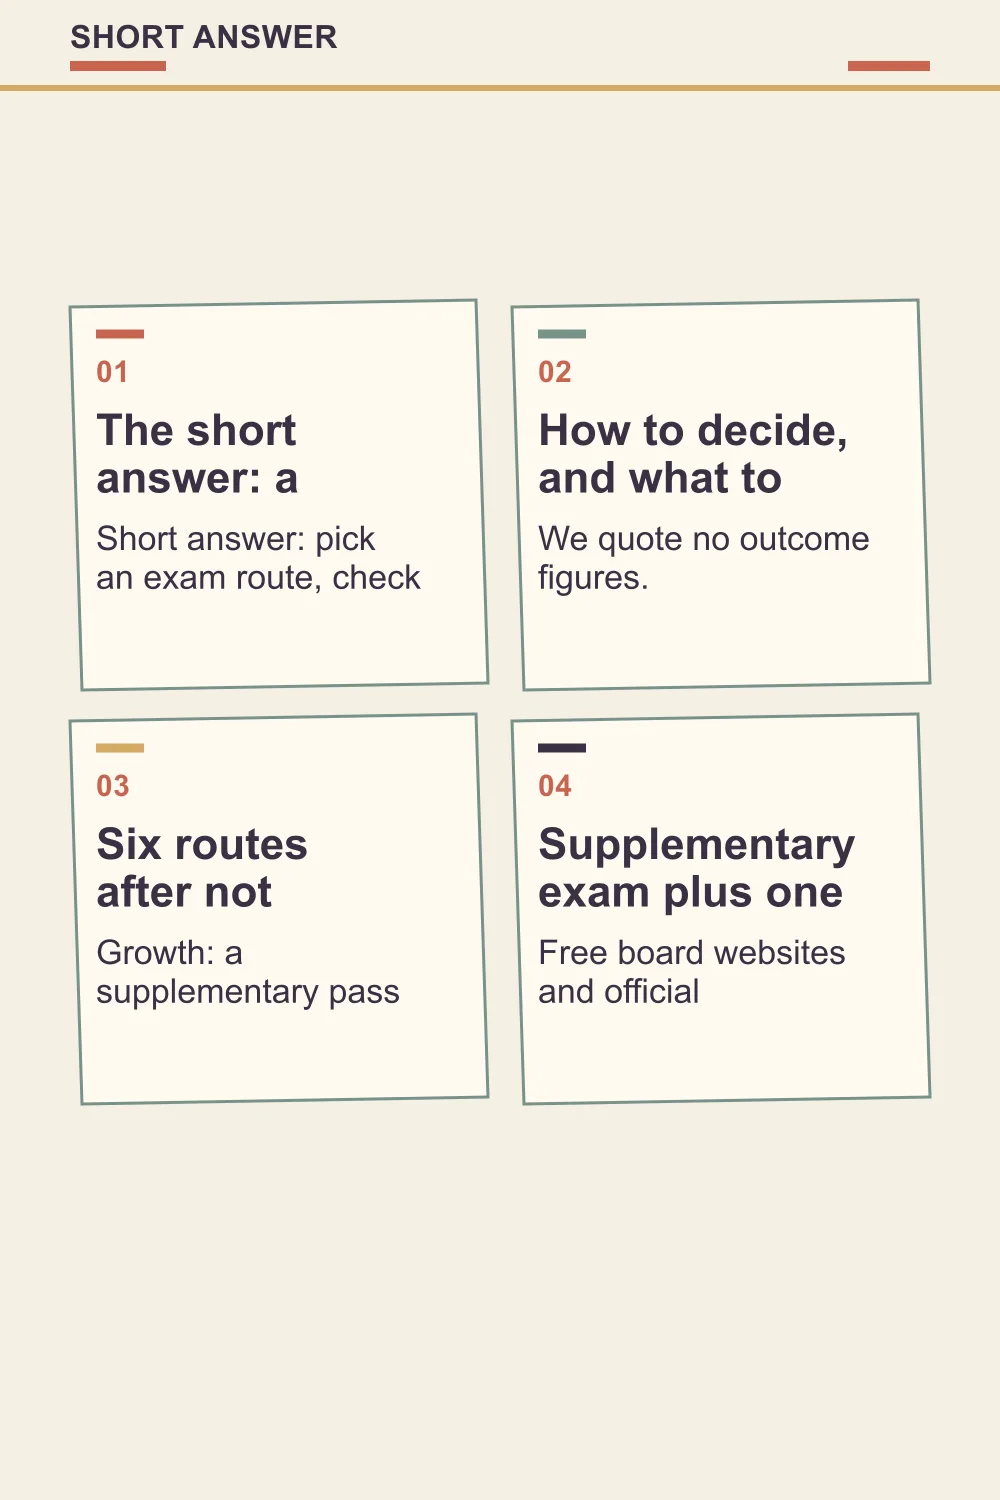 SHORT ANSWER
01
The short
answer: a
Short answer: pick
an exam route, check
02
How to decide,
and what to
We quote no outcome
figures.
03
Six routes
after not
Growth: a
supplementary pass
04
Supplementary
exam plus one
Free board websites
and official